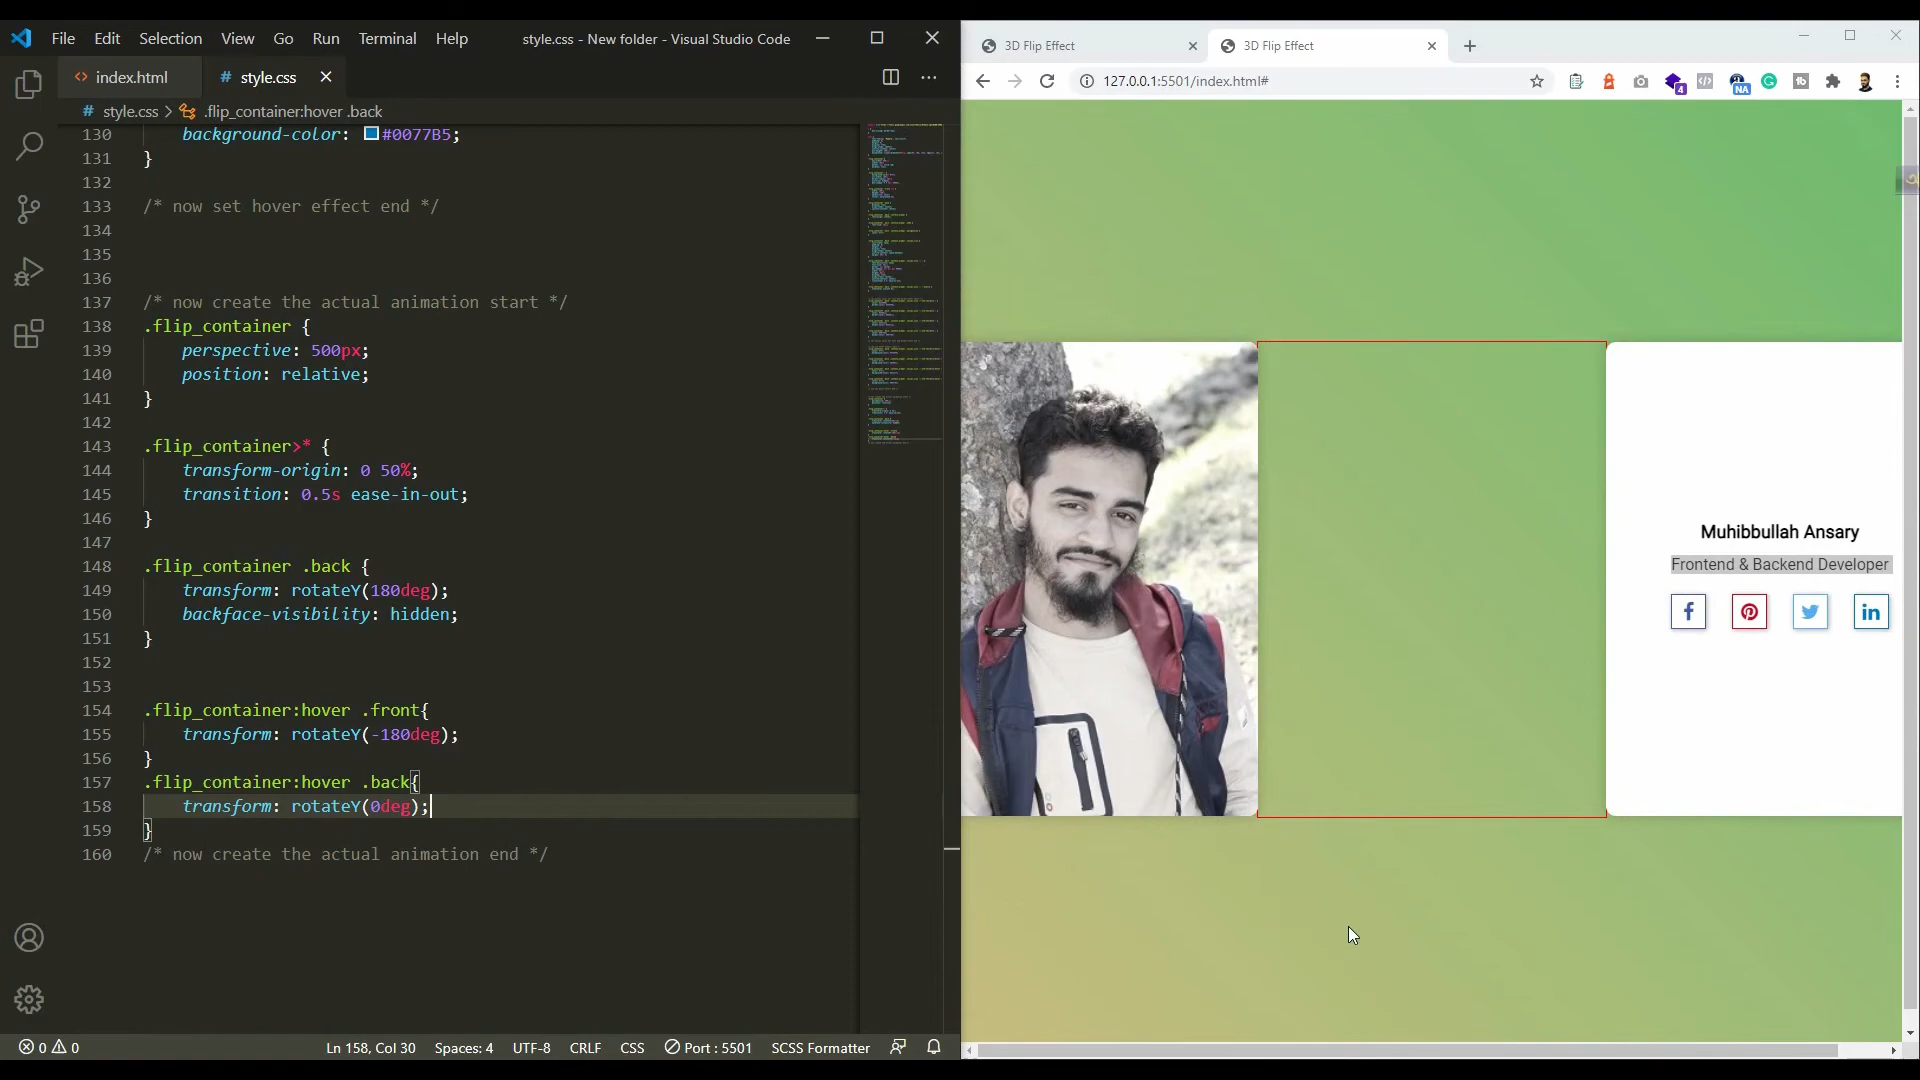 File Edit Selection View Go Run Terminal Help style.css - New folder - Visual Studio Code
index.html # style.css
# style.css > .flip_container:hover .back
130 background-color: #0077B5;
131 }
132
133 /* now set hover effect end */
134
135
136
137 /* now create the actual animation start */
138 .flip_container {
139 perspective: 500px;
140 position: relative;
141 }
142
143 .flip_container>* {
144 transform-origin: 0 50%;
145 transition: 0.5s ease-in-out;
146 }
147
148 .flip_container .back {
149 transform: rotateY(180deg);
150 backface-visibility: hidden;
151 }
152
153
154 .flip_container:hover .front{
155 transform: rotateY(-180deg);
156 }
157 .flip_container:hover .back{
158 transform: rotateY(0deg);
159 }
160 /* now create the actual animation end */
0 0 Ln 158, Col 30 Spaces: 4 UTF-8 CRLF CSS Port : 5501 SCSS Formatter
3D Flip Effect 3D Flip Effect
127.0.0.1:5501/index.html#
4 NA
Muhibbullah Ansary
Frontend & Backend Developer